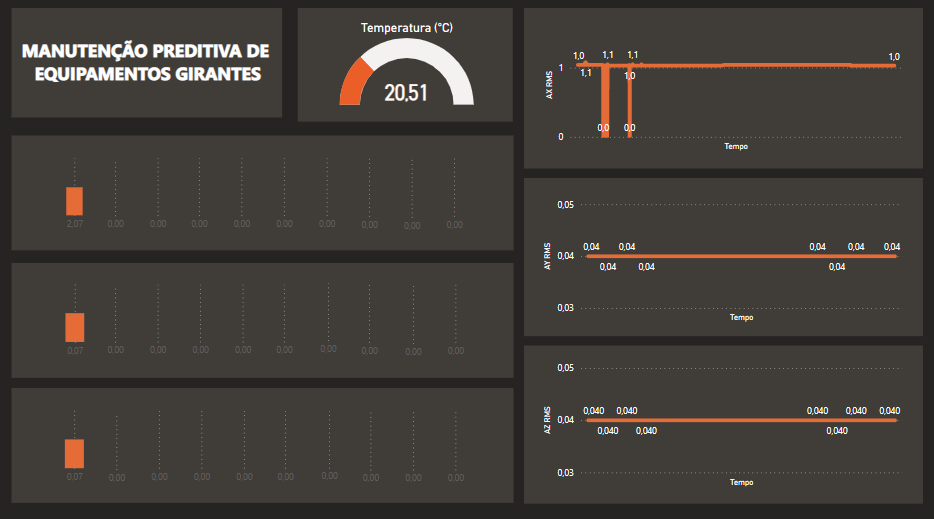 MANUTENÇÃO PREDITIVA DE
EQUIPAMENTOS GIRANTES
Temperatura (°C)
20,51
2,07 0,00 0,00 0,00 0,00 0,00 0,00 0,00 0,00 0,00
0,07 0,00 0,00 0,00 0,00 0,00 0,00 0,00 0,00 0,00
0,07 0,00 0,00 0,00 0,00 0,00 0,00 0,00 0,00 0,00
AX RMS
1,0 1,1 1,1 1,0
1
1,1 1,0
0,0 0,0
0
Tempo
AY RMS
0,05
0,04 0,04 0,04 0,04 0,04
0,04
0,04 0,04 0,04
0,03
Tempo
AZ RMS
0,05
0,040 0,040 0,040 0,040 0,040
0,04
0,040 0,040 0,040
0,03
Tempo